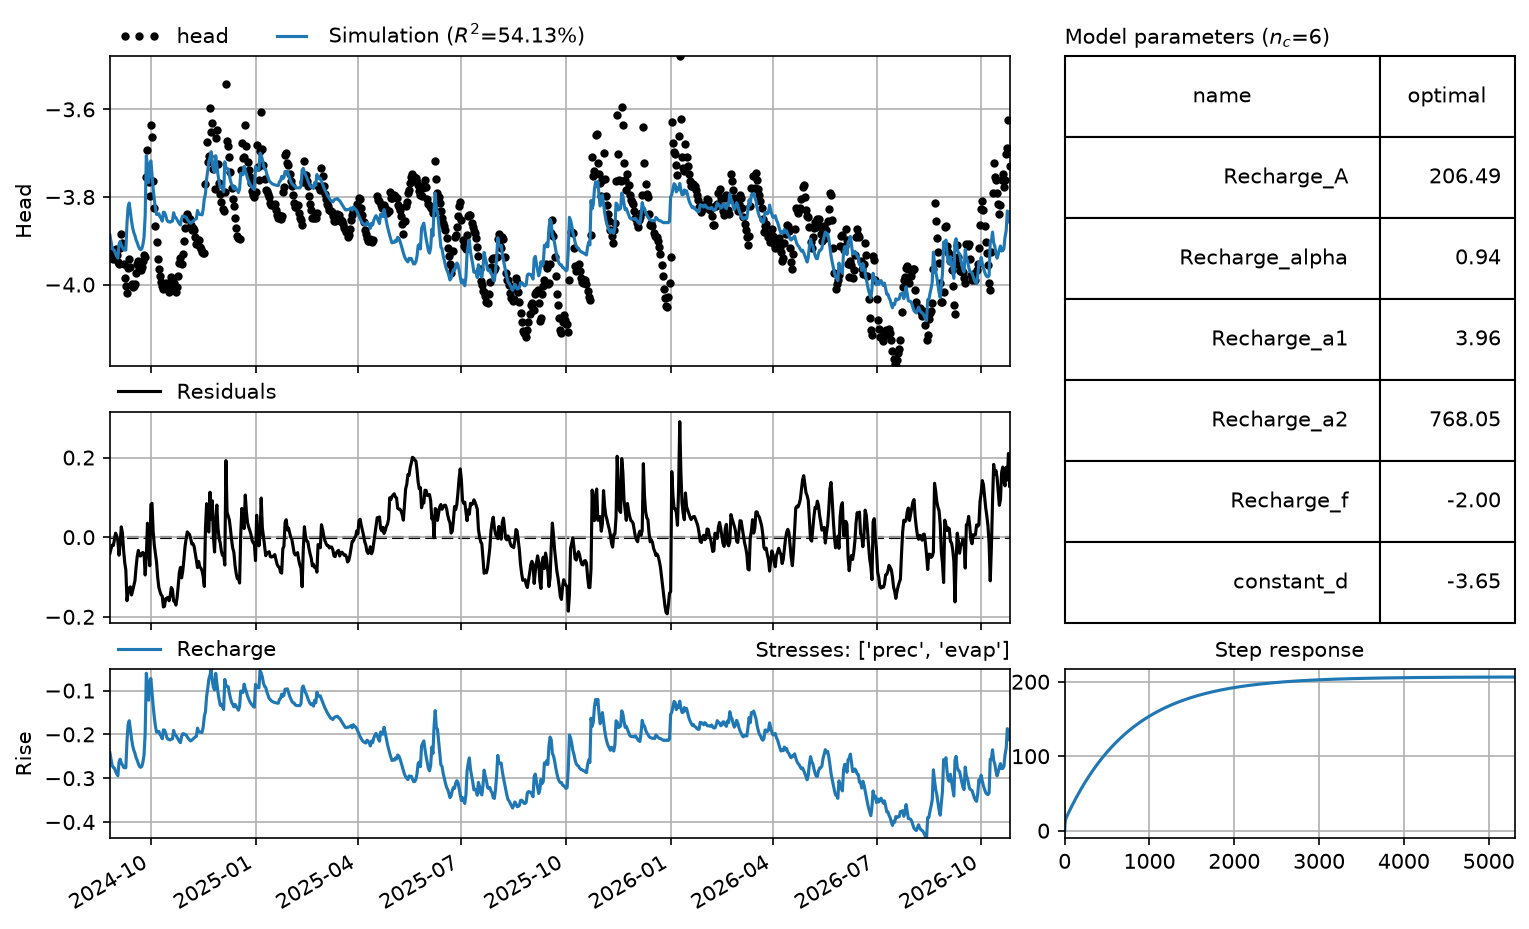 head Simulation (R²=54.13%)
Head
−3.6
−3.8
−4.0
Residuals
0.2
0.0
−0.2
Recharge Stresses: ['prec', 'evap']
Rise
−0.1
−0.2
−0.3
−0.4
2024-10 2025-01 2025-04 2025-07 2025-10 2026-01 2026-04 2026-07 2026-10
Model parameters (n_c=6)
name optimal
Recharge_A 206.49
Recharge_alpha 0.94
Recharge_a1 3.96
Recharge_a2 768.05
Recharge_f -2.00
constant_d -3.65
Step response
200
100
0
0 1000 2000 3000 4000 5000